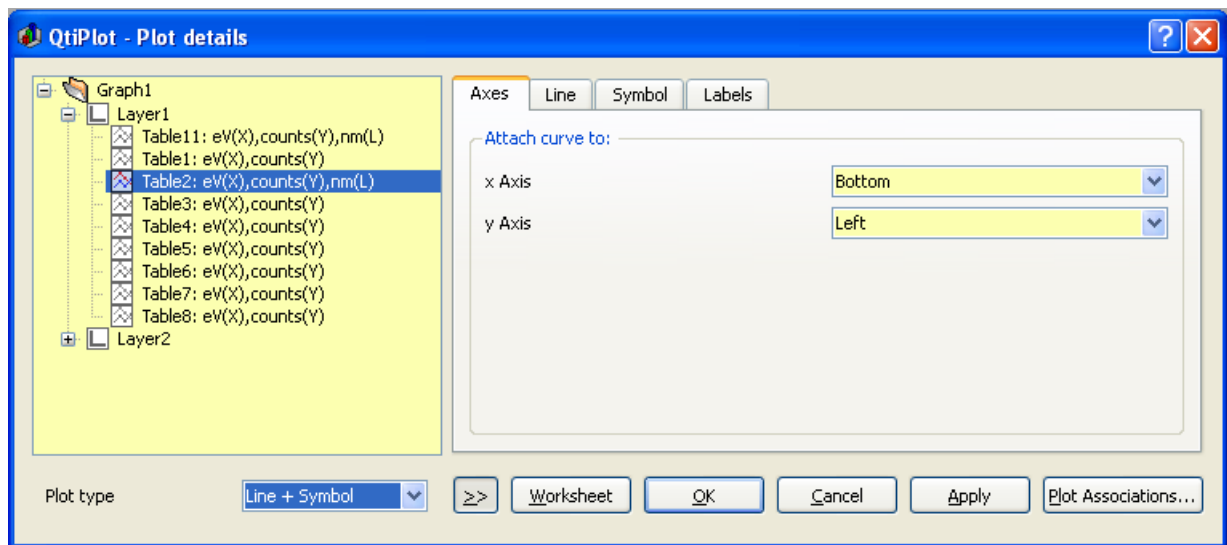 QtiPlot - Plot details
Graph1
Layer1
Table11: eV(X),counts(Y),nm(L)
Table1: eV(X),counts(Y)
Table2: eV(X),counts(Y),nm(L)
Table3: eV(X),counts(Y)
Table4: eV(X),counts(Y)
Table5: eV(X),counts(Y)
Table6: eV(X),counts(Y)
Table7: eV(X),counts(Y)
Table8: eV(X),counts(Y)
Layer2
Axes Line Symbol Labels
Attach curve to:
x Axis Bottom
y Axis Left
Plot type Line + Symbol >> Worksheet OK Cancel Apply Plot Associations...